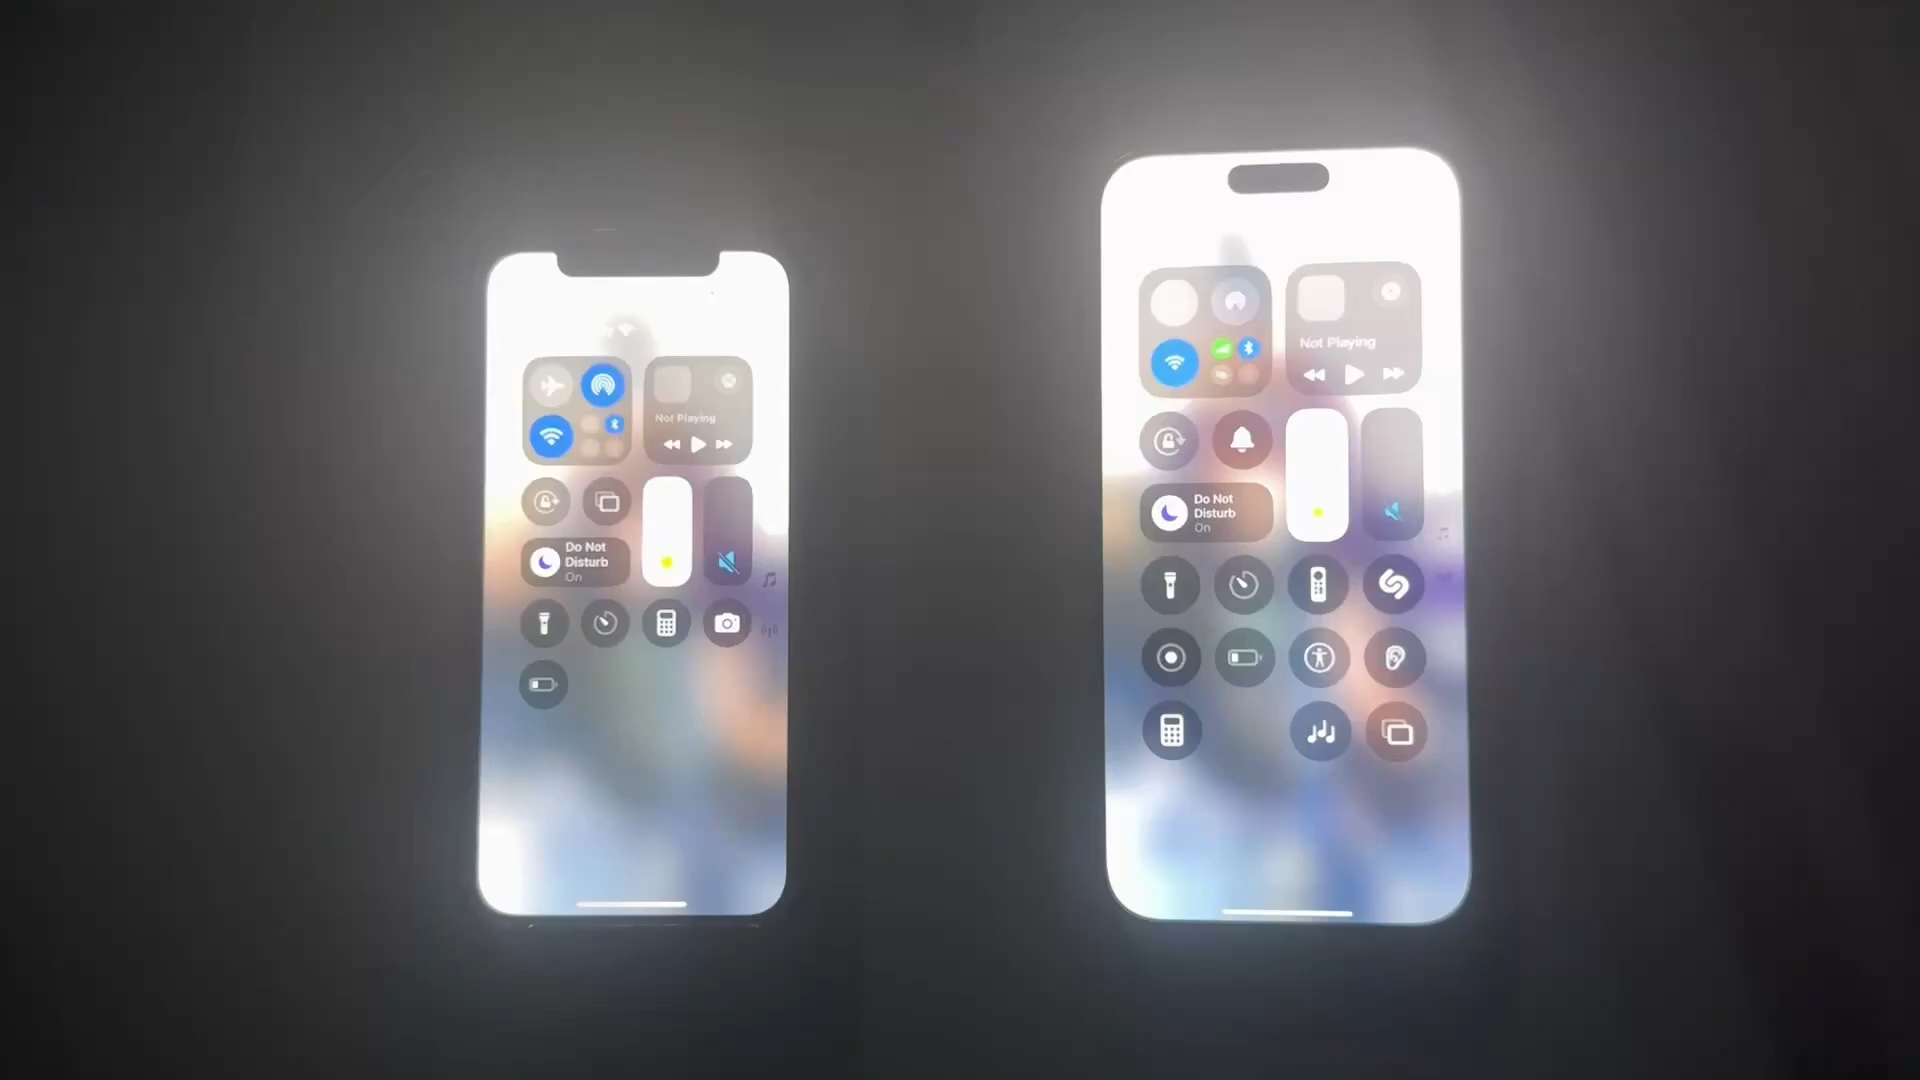 Not Playing
Do Not
Disturb
On
Not Playing
Do Not
Disturb
On